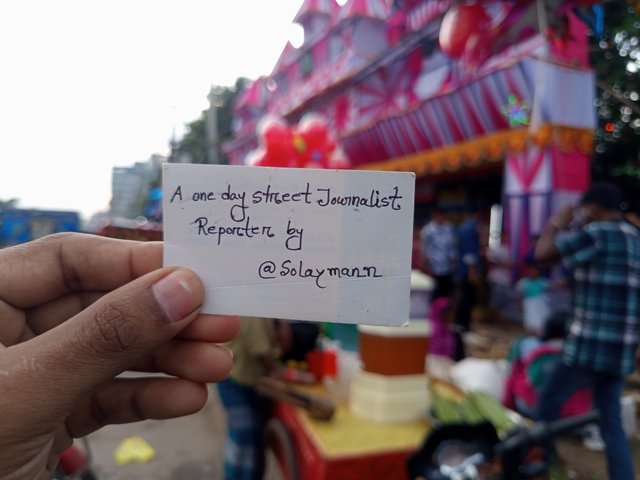 A one day street Journalist
Reporter by
@Solaymann